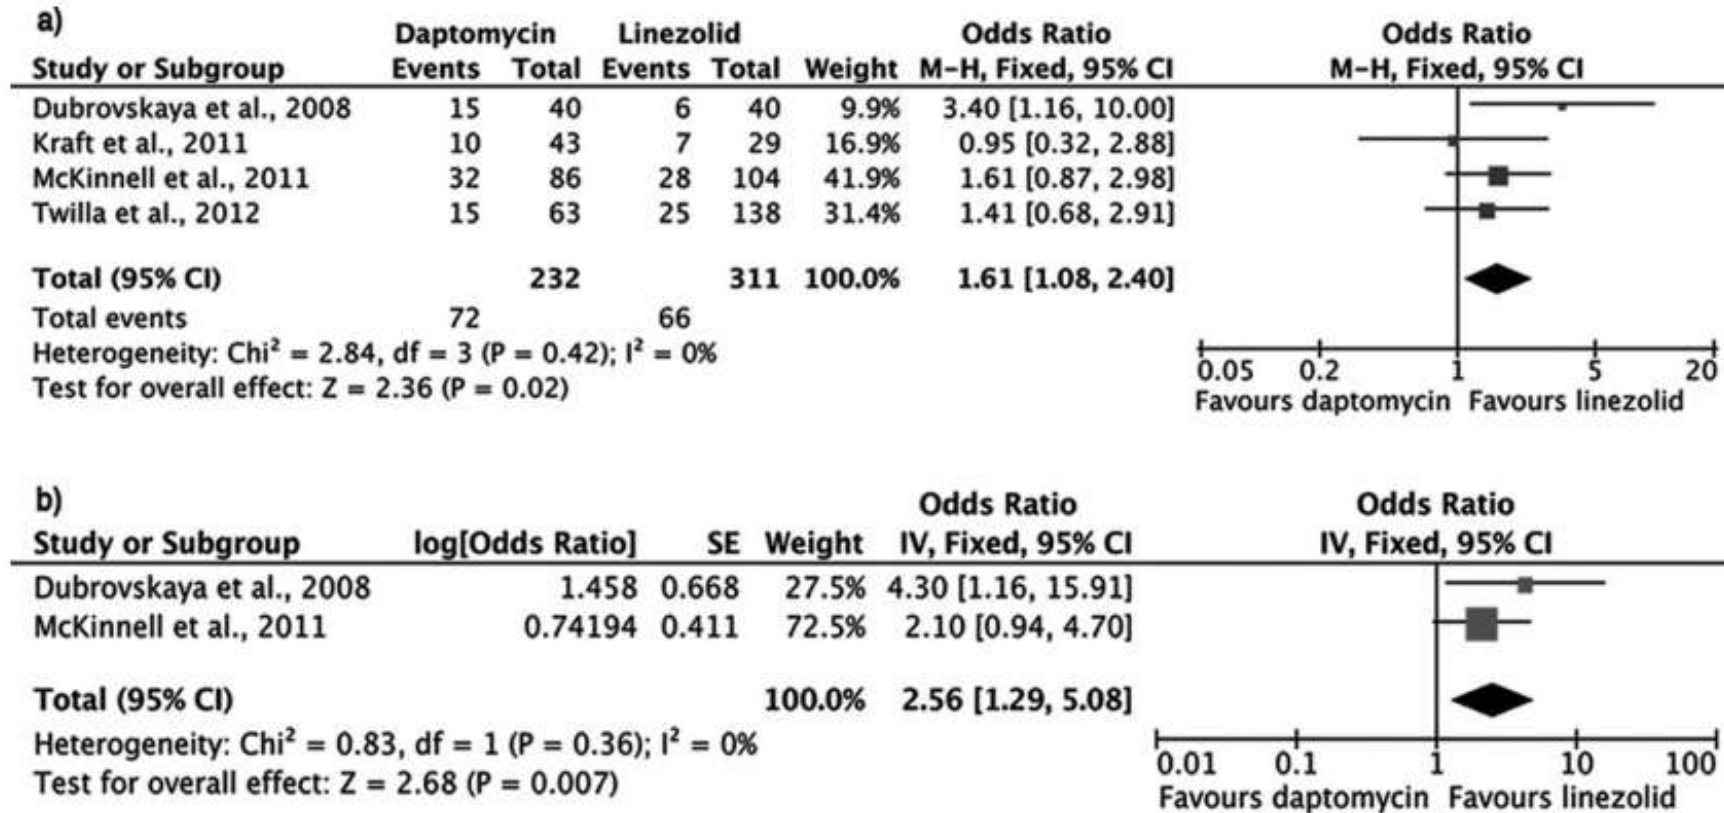 a)
Daptomycin Linezolid Odds Ratio Odds Ratio
Study or Subgroup Events Total Events Total Weight M-H, Fixed, 95% CI M-H, Fixed, 95% CI
Dubrovskaya et al., 2008 15 40 6 40 9.9% 3.40 [1.16, 10.00]
Kraft et al., 2011 10 43 7 29 16.9% 0.95 [0.32, 2.88]
McKinnell et al., 2011 32 86 28 104 41.9% 1.61 [0.87, 2.98]
Twilla et al., 2012 15 63 25 138 31.4% 1.41 [0.68, 2.91]
Total (95% CI) 232 311 100.0% 1.61 [1.08, 2.40]
Total events 72 66
Heterogeneity: Chi² = 2.84, df = 3 (P = 0.42); I² = 0%
Test for overall effect: Z = 2.36 (P = 0.02)
0.05 0.2 1 5 20
Favours daptomycin Favours linezolid
b)
Odds Ratio Odds Ratio
Study or Subgroup log[Odds Ratio] SE Weight IV, Fixed, 95% CI IV, Fixed, 95% CI
Dubrovskaya et al., 2008 1.458 0.668 27.5% 4.30 [1.16, 15.91]
McKinnell et al., 2011 0.74194 0.411 72.5% 2.10 [0.94, 4.70]
Total (95% CI) 100.0% 2.56 [1.29, 5.08]
Heterogeneity: Chi² = 0.83, df = 1 (P = 0.36); I² = 0%
Test for overall effect: Z = 2.68 (P = 0.007)
0.01 0.1 1 10 100
Favours daptomycin Favours linezolid